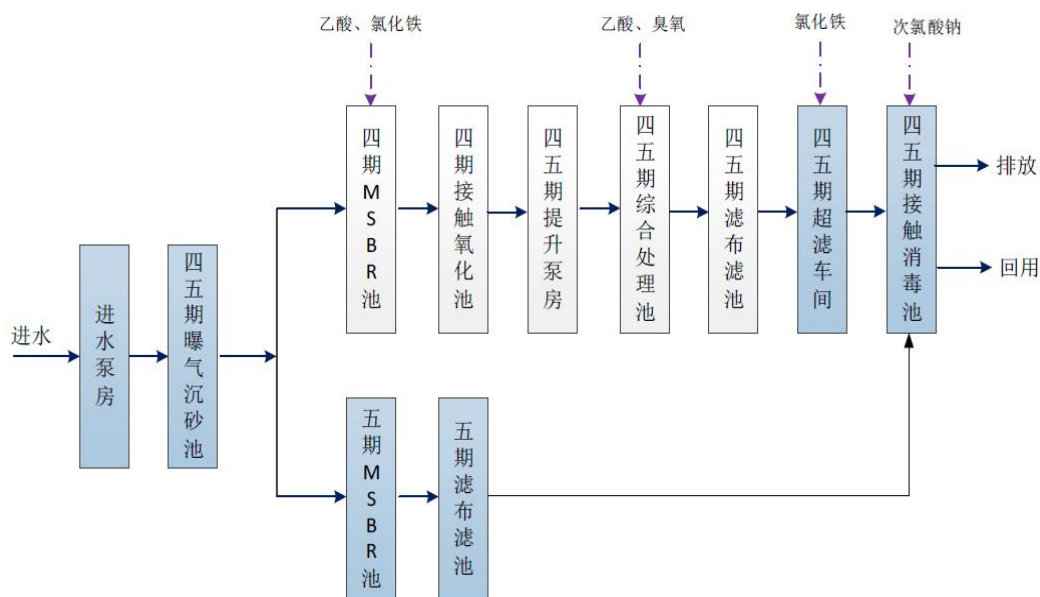 乙酸、氯化铁
乙酸、臭氧
氯化铁
次氯酸钠
进水
进水泵房
四五期曝气沉砂池
四期MSBR池
四期接触氧化池
四五期提升泵房
四五期综合处理池
四五期滤布滤池
四五期超滤车间
四五期接触消毒池
排放
回用
五期MSBR池
五期滤布滤池